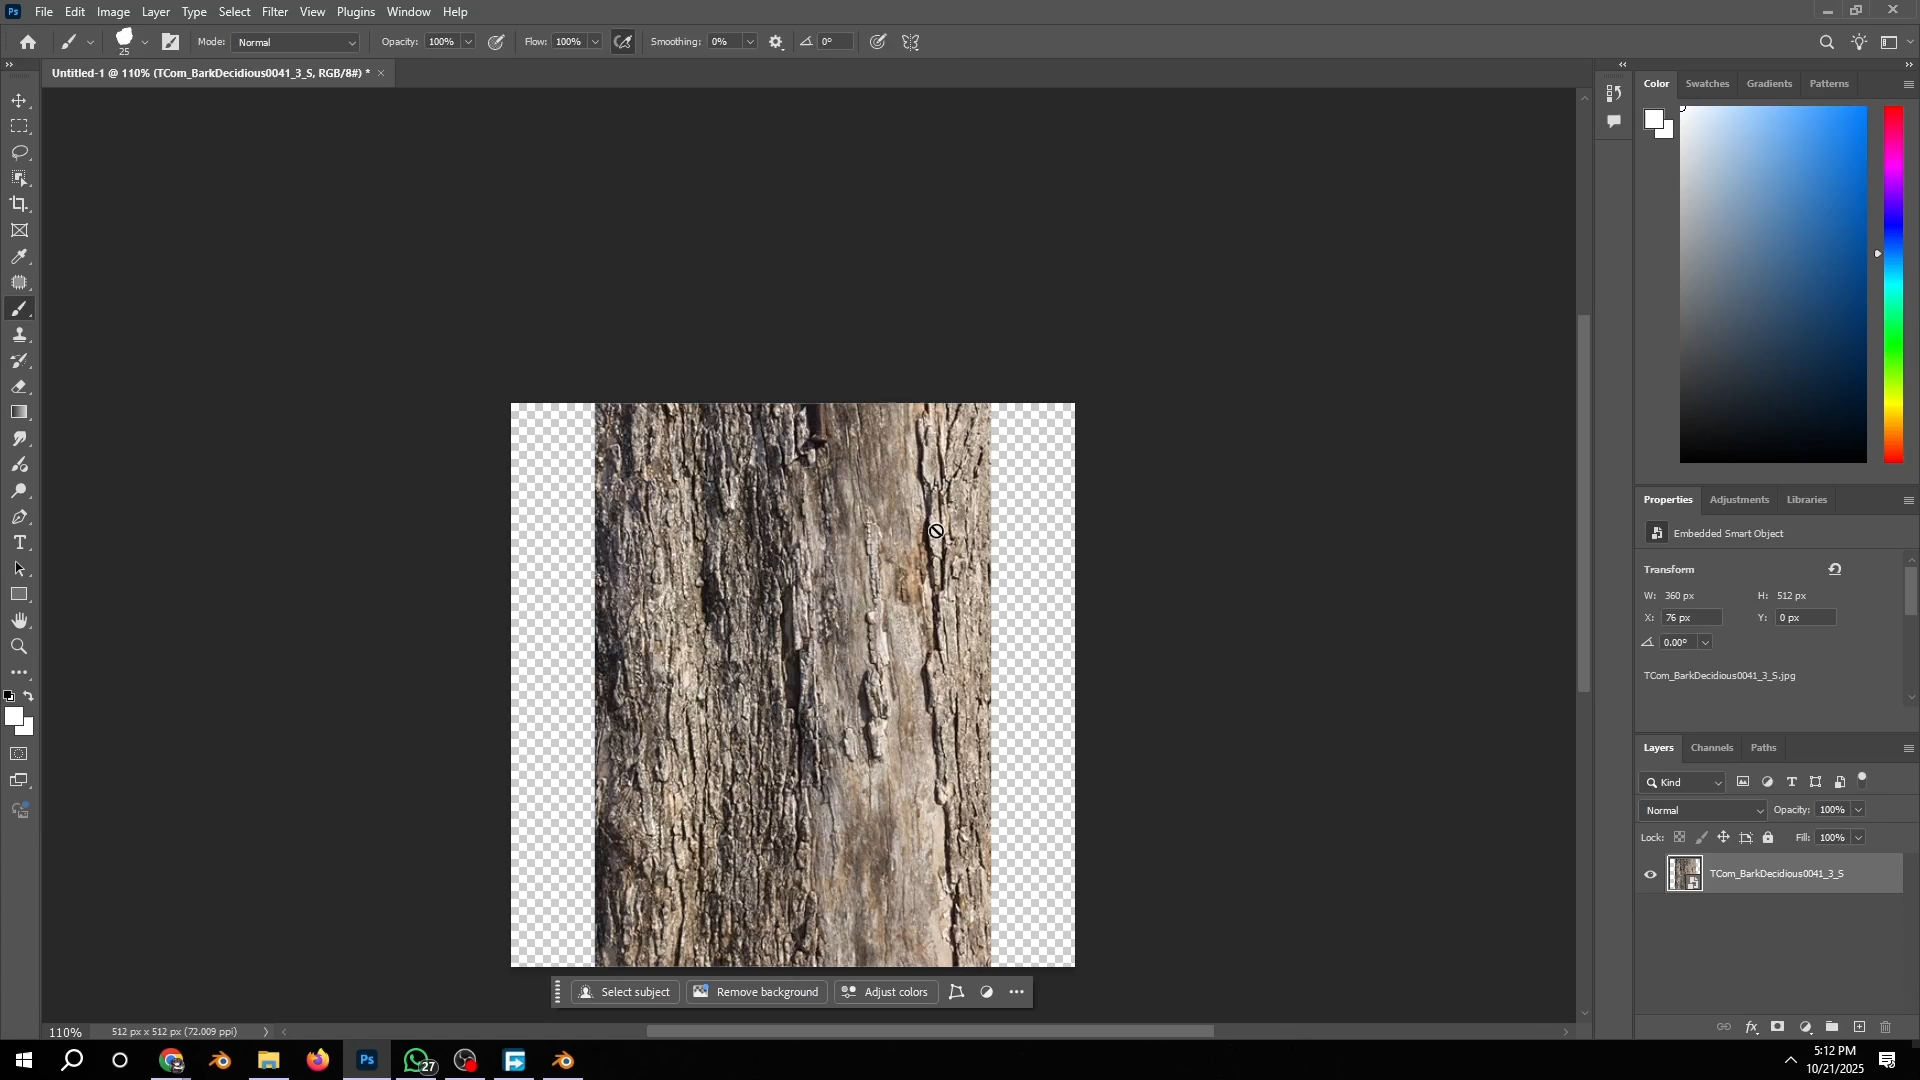 Ps File Edit Image Layer Type Select Filter View Plugins Window Help
25 Mode: Normal Opacity: 100% Flow: 100% Smoothing: 0% 0°
Untitled-1 @ 110% (TCom_BarkDecidious0041_3_S, RGB/8#) *
Color Swatches Gradients Patterns
Properties Adjustments Libraries
Embedded Smart Object
Transform
W: 360 px H: 512 px
X: 76 px Y: 0 px
0.00°
TCom_BarkDecidious0041_3_S.jpg
Layers Channels Paths
Kind
Normal Opacity: 100%
Lock: Fill: 100%
TCom_BarkDecidious0041_3_S
Select subject Remove background Adjust colors
110% 512 px x 512 px (72.009 ppi)
Ps 27
5:12 PM
10/21/2025